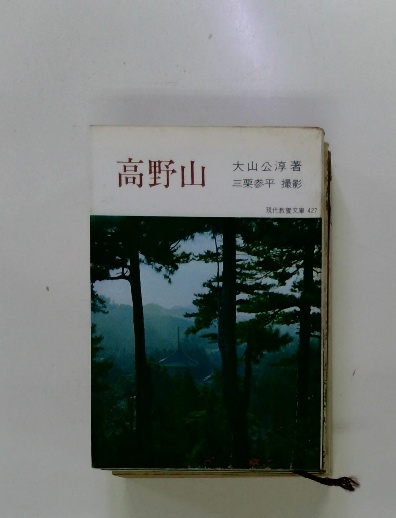 高野山
大山公淳著
三栗参平 撮影
現代教養文庫 427